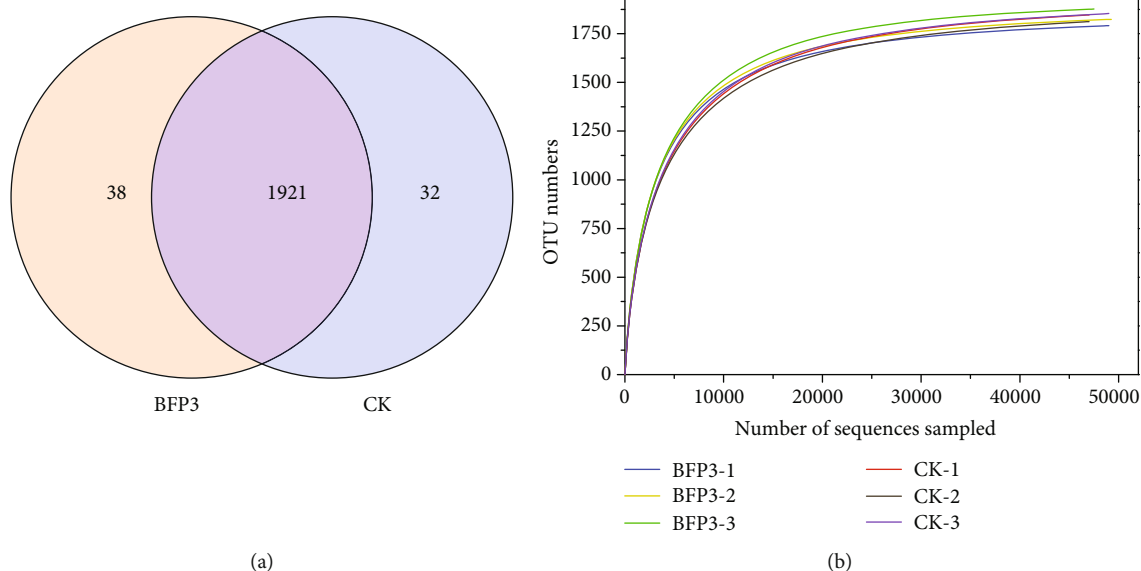 38
1921
32
BFP3
CK
(a)
OTU numbers
1750
1500
1250
1000
750
500
250
0
0 10000 20000 30000 40000 50000
Number of sequences sampled
BFP3-1
BFP3-2
BFP3-3
CK-1
CK-2
CK-3
(b)